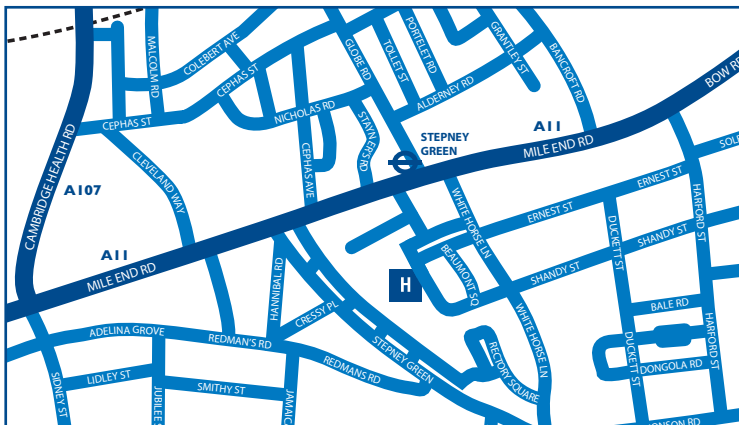 MALCOLM RD
COLEBERT AVE
CEPHAS ST
GLOBE RD
TOLLET ST
PORTELET RD
GRANTLEY ST
BANCROFT RD
BOW RD
ALDERNEY RD
NICHOLAS RD
CEPHAS ST
STAYNERS RD
STEPNEY
GREEN
A11
MILE END RD
CAMBRIDGE HEALTH RD
A107
CLEVELAND WAY
CEPHAS AVE
WHITE HORSE LN
ERNEST ST
ERNEST ST
HARFORD ST
A11
MILE END RD
HANNIBAL RD
BEAUMONT SQ
DUCKETT ST
SHANDY ST
SHANDY ST
H
CRESSY PL
WHITE HORSE LN
BALE RD
HARFORD ST
ADELINA GROVE
REDMAN'S RD
STEPNEY GREEN
RECTORY SQUARE
DUCKETT ST
DONGOLA RD
REDMANS RD
SIDNEY ST
LIDLEY ST
SMITHY ST
JUBILEE S
JAMAIC
ONSON RD